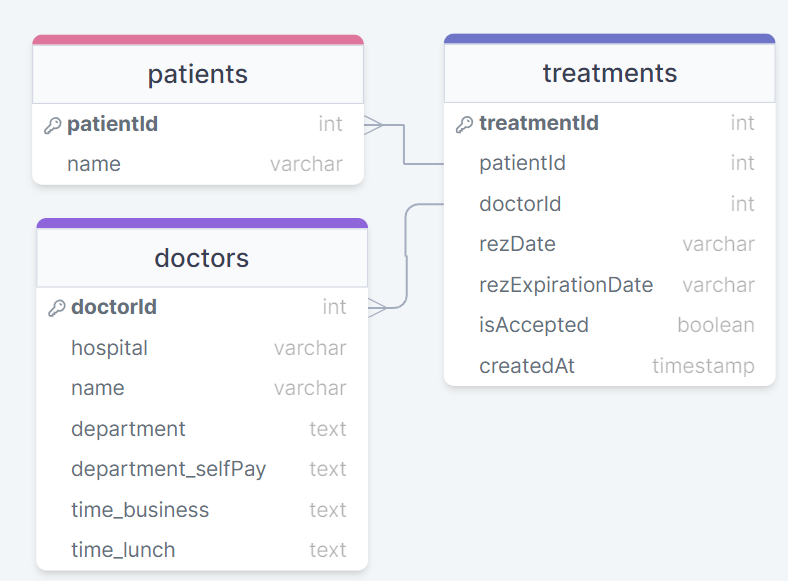 patients
patientId int
name varchar
doctors
doctorId int
hospital varchar
name varchar
department text
department_selfPay text
time_business text
time_lunch text
treatments
treatmentId int
patientId int
doctorId int
rezDate varchar
rezExpirationDate varchar
isAccepted boolean
createdAt timestamp